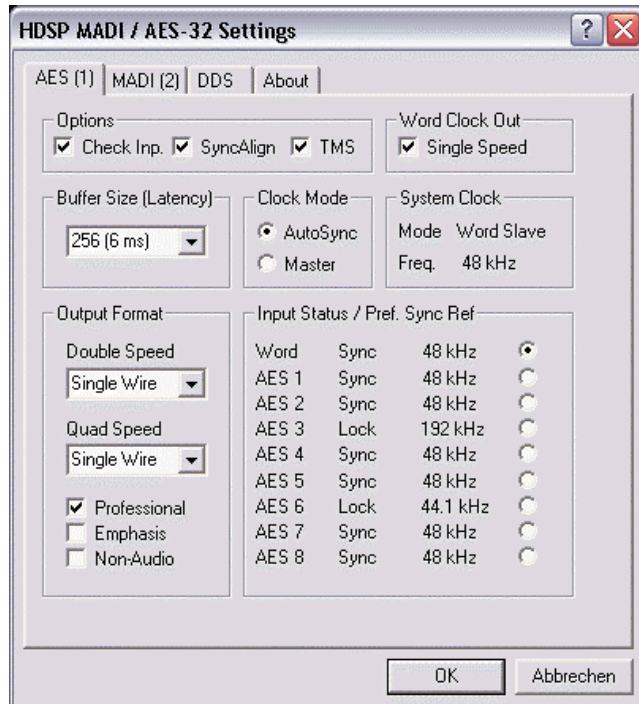 HDSP MADI / AES-32 Settings
AES (1) MADI (2) DDS About
Options
Check Inp. SyncAlign TMS
Word Clock Out
Single Speed
Buffer Size (Latency)
256 (6 ms)
Clock Mode
AutoSync
Master
System Clock
Mode Word Slave
Freq. 48 kHz
Output Format
Double Speed
Single Wire
Quad Speed
Single Wire
Professional
Emphasis
Non-Audio
Input Status / Pref. Sync Ref
Word Sync 48 kHz
AES 1 Sync 48 kHz
AES 2 Sync 48 kHz
AES 3 Lock 192 kHz
AES 4 Sync 48 kHz
AES 5 Sync 48 kHz
AES 6 Lock 44.1 kHz
AES 7 Sync 48 kHz
AES 8 Sync 48 kHz
OK Abbrechen